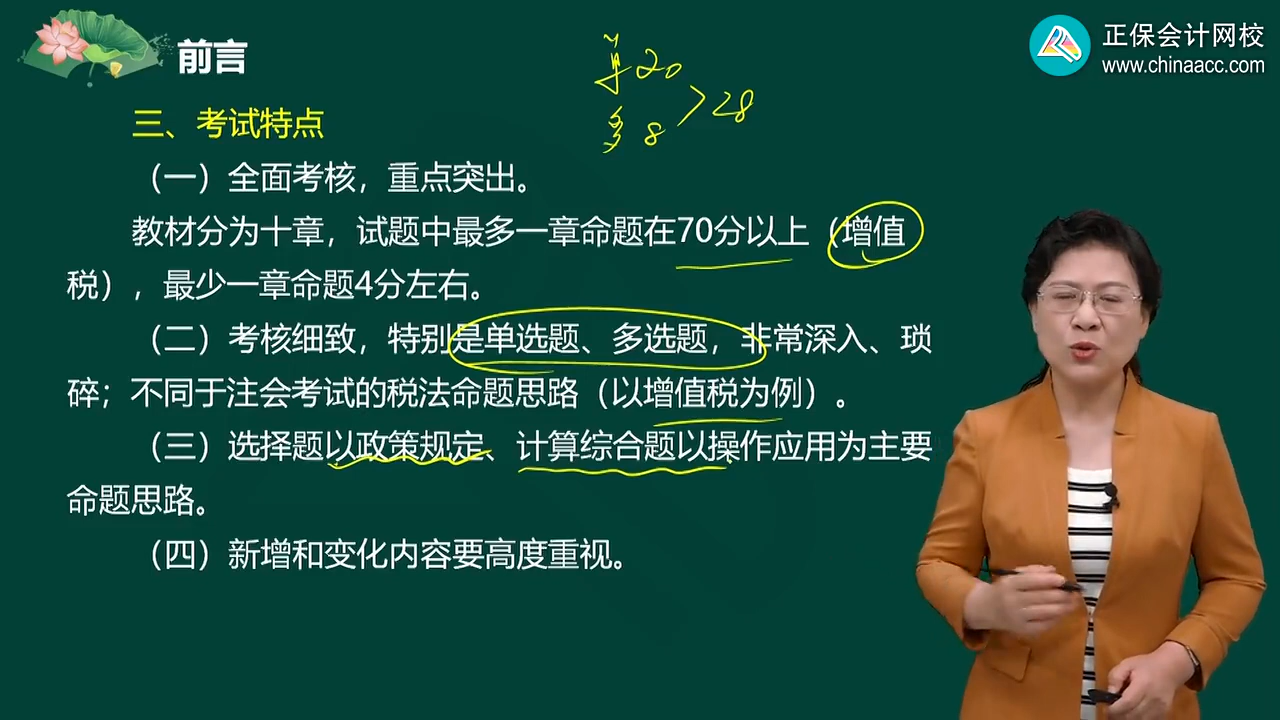 前言
单20
多8
>28
正保会计网校
www.chinaacc.com
三、考试特点
（一）全面考核，重点突出。
教材分为十章，试题中最多一章命题在70分以上（增值
税），最少一章命题4分左右。
（二）考核细致，特别是单选题、多选题，非常深入、琐
碎；不同于注会考试的税法命题思路（以增值税为例）。
（三）选择题以政策规定、计算综合题以操作应用为主要
命题思路。
（四）新增和变化内容要高度重视。